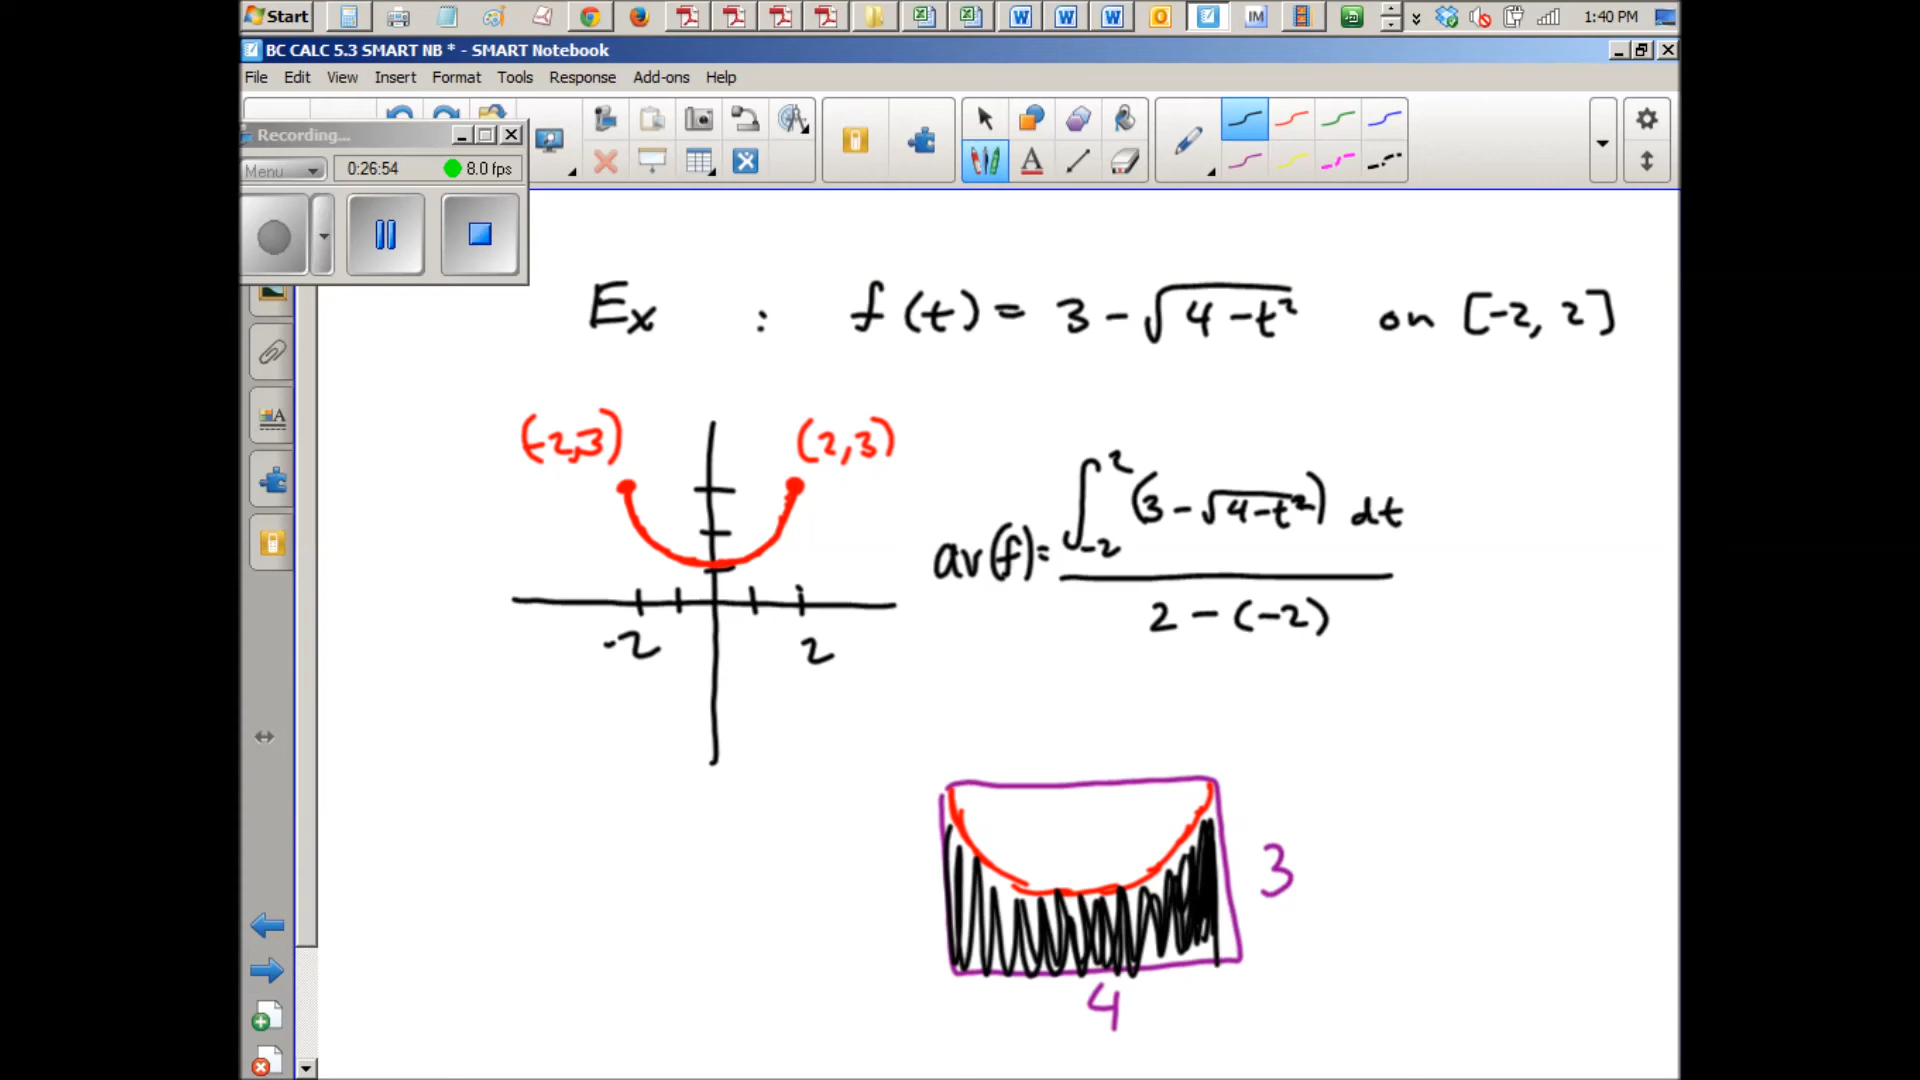 Start
1:40 PM
BC CALC 5.3 SMART NB * - SMART Notebook
File Edit View Insert Format Tools Response Add-ons Help
Recording...
Menu 0:26:54 8.0 fps
Ex : f(t) = 3 - √(4-t²) on [-2, 2]
(-2,3) (2,3)
av(f) = ∫_{-2}^{2} (3 - √(4-t²)) dt
2 - (-2)
-2 2
3
4